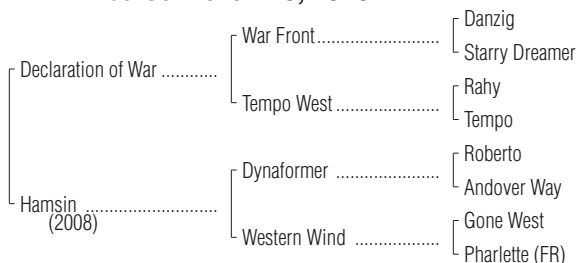 Danzig
War Front
Starry Dreamer
Declaration of War
Rahy
Tempo West
Tempo
Roberto
Dynaformer
Andover Way
Hamsin
(2008)
Gone West
Western Wind
Pharlette (FR)